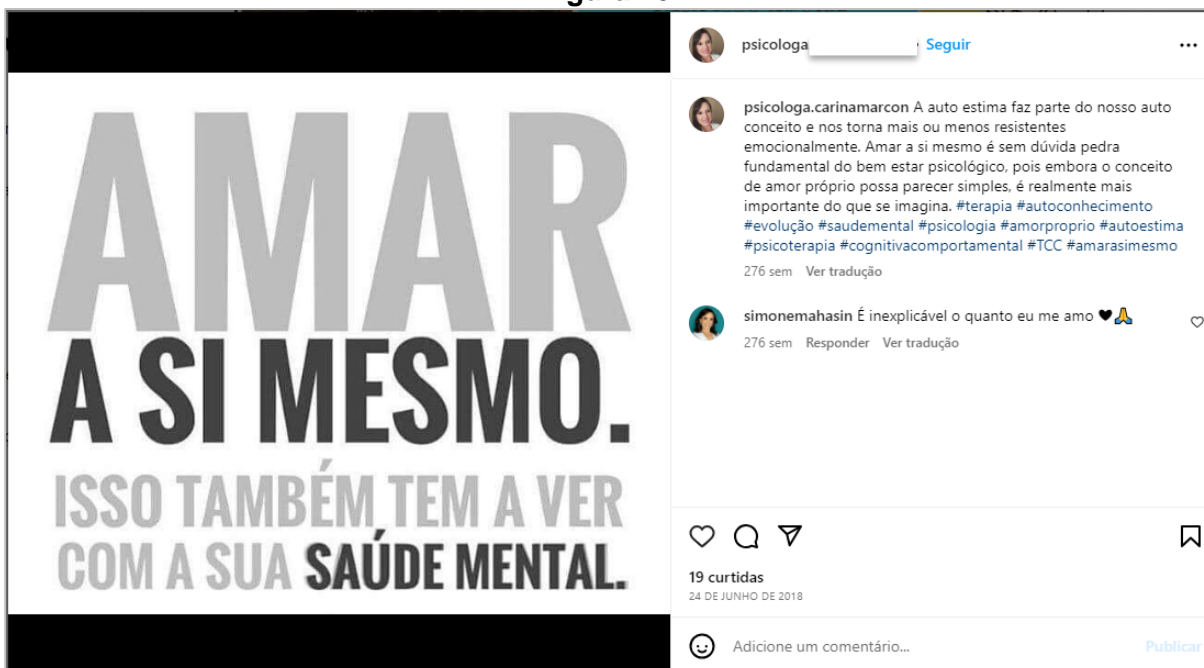 AMAR
A SI MESMO.
ISSO TAMBÉM TEM A VER
COM A SUA SAÚDE MENTAL.
psicologa Seguir
psicologa.carinamarcon A auto estima faz parte do nosso auto
conceito e nos torna mais ou menos resistentes
emocionalmente. Amar a si mesmo é sem dúvida pedra
fundamental do bem estar psicológico, pois embora o conceito
de amor próprio possa parecer simples, é realmente mais
importante do que se imagina. #terapia #autoconhecimento
#evolução #saudemental #psicologia #amorproprio #autoestima
#psicoterapia #cognitivacomportamental #TCC #amarasimesmo
276 sem Ver tradução
simonemahasin É inexplicável o quanto eu me amo 🖤🙏
276 sem Responder Ver tradução
19 curtidas
24 DE JUNHO DE 2018
Adicione um comentário... Publicar